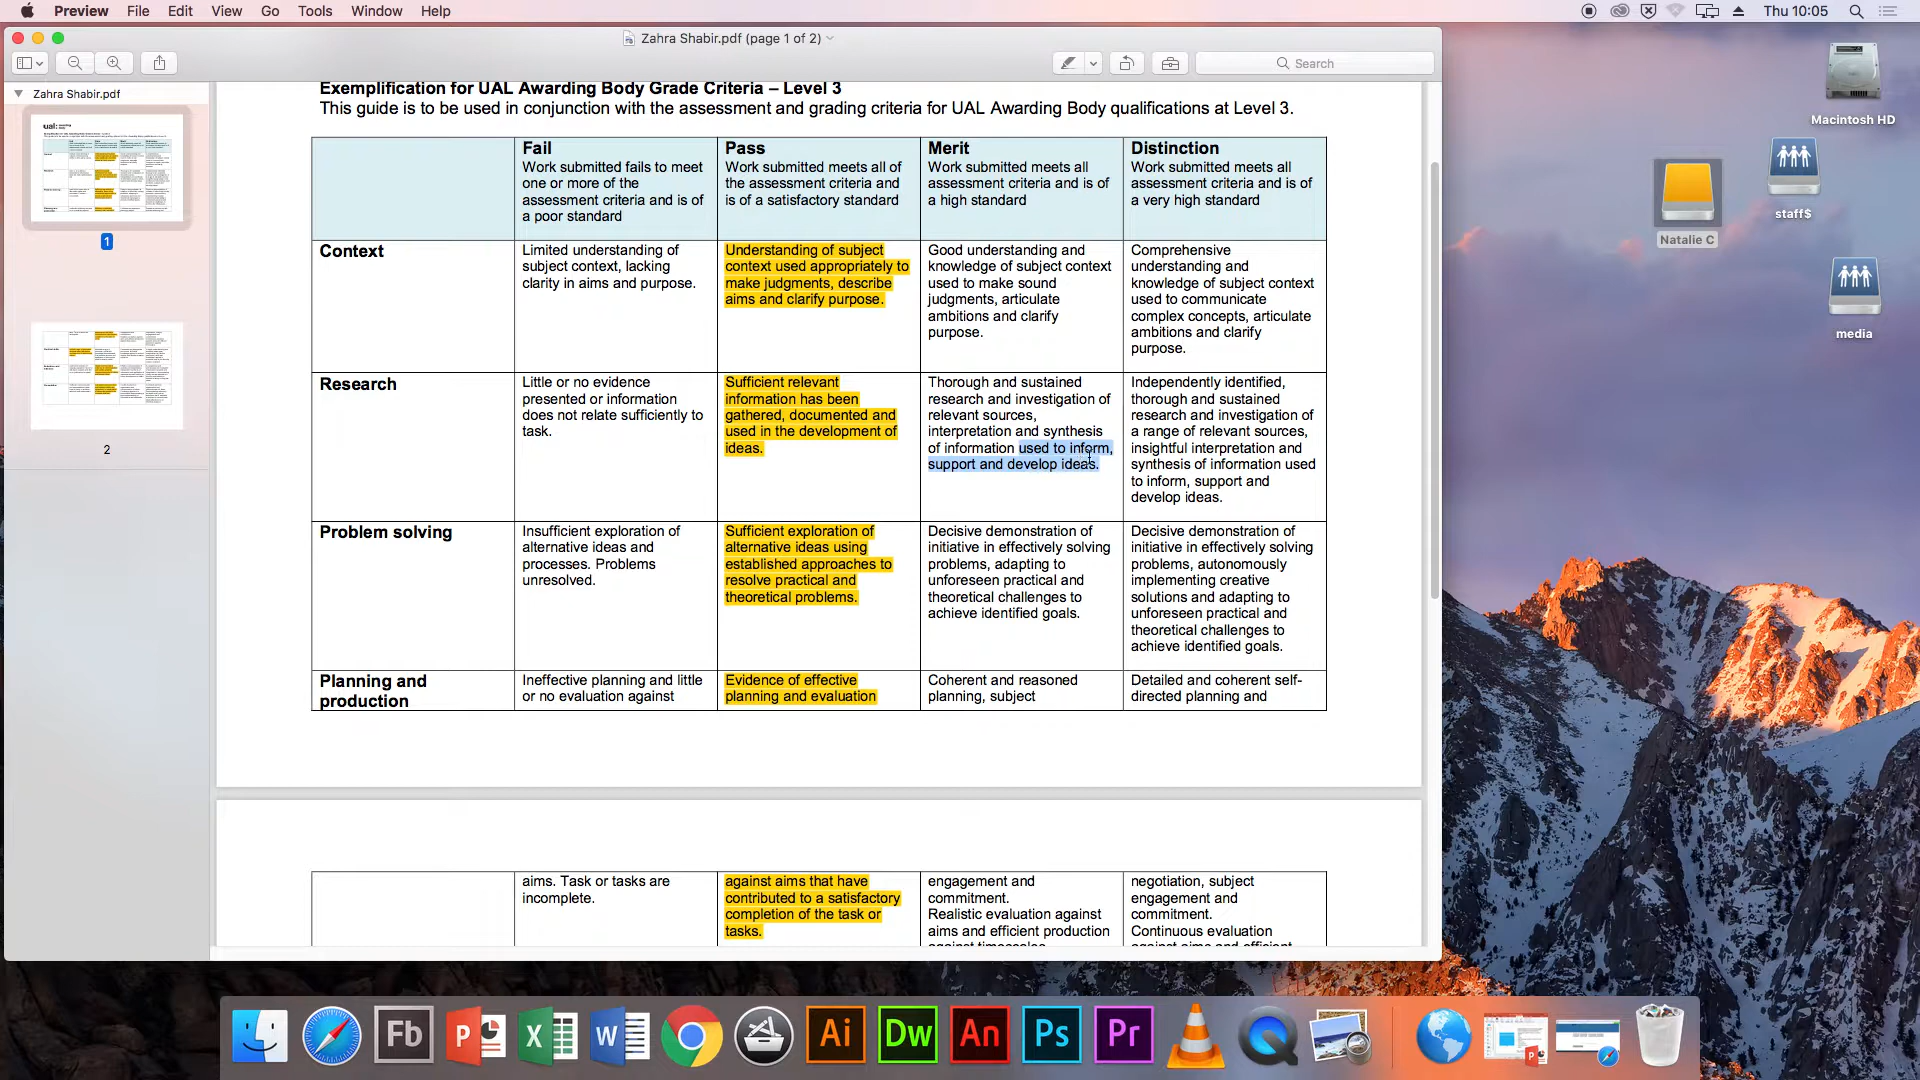 Preview File Edit View Go Tools Window Help Thu 10:05
Zahra Shabir.pdf (page 1 of 2)
Search
Zahra Shabir.pdf
1
2
Exemplification for UAL Awarding Body Grade Criteria – Level 3
This guide is to be used in conjunction with the assessment and grading criteria for UAL Awarding Body qualifications at Level 3.
Fail
Work submitted fails to meet
one or more of the
assessment criteria and is of
a poor standard
Pass
Work submitted meets all of
the assessment criteria and
is of a satisfactory standard
Merit
Work submitted meets all
assessment criteria and is of
a high standard
Distinction
Work submitted meets all
assessment criteria and is of
a very high standard
Context
Limited understanding of
subject context, lacking
clarity in aims and purpose.
Understanding of subject
context used appropriately to
make judgments, describe
aims and clarify purpose.
Good understanding and
knowledge of subject context
used to make sound
judgments, articulate
ambitions and clarify
purpose.
Comprehensive
understanding and
knowledge of subject context
used to communicate
complex concepts, articulate
ambitions and clarify
purpose.
Research
Little or no evidence
presented or information
does not relate sufficiently to
task.
Sufficient relevant
information has been
gathered, documented and
used in the development of
ideas.
Thorough and sustained
research and investigation of
relevant sources,
interpretation and synthesis
of information used to inform,
support and develop ideas.
Independently identified,
thorough and sustained
research and investigation of
a range of relevant sources,
insightful interpretation and
synthesis of information used
to inform, support and
develop ideas.
Problem solving
Insufficient exploration of
alternative ideas and
processes. Problems
unresolved.
Sufficient exploration of
alternative ideas using
established approaches to
resolve practical and
theoretical problems.
Decisive demonstration of
initiative in effectively solving
problems, adapting to
unforeseen practical and
theoretical challenges to
achieve identified goals.
Decisive demonstration of
initiative in effectively solving
problems, autonomously
implementing creative
solutions and adapting to
unforeseen practical and
theoretical challenges to
achieve identified goals.
Planning and
production
Ineffective planning and little
or no evaluation against
Evidence of effective
planning and evaluation
Coherent and reasoned
planning, subject
Detailed and coherent self-
directed planning and
aims. Task or tasks are
incomplete.
against aims that have
contributed to a satisfactory
completion of the task or
tasks.
engagement and
commitment.
Realistic evaluation against
aims and efficient production
against timescales.
negotiation, subject
engagement and
commitment.
Continuous evaluation
against aims and efficient
Macintosh HD
Natalie C
staff$
media
Fb
P
X
W
Ai
Dw
An
Ps
Pr